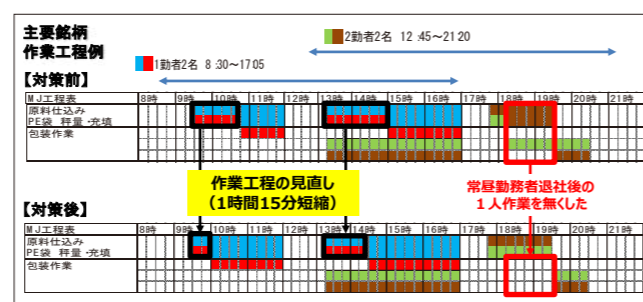 主要銘柄
作業工程例
2勤者2名 12:45~21 20
1勤者2名 8:30~17 05
【対策前】
MJ工程表 8時 9時 10時 11時 12時 13時 14時 15時 16時 17時 18時 19時 20時 21時
原料仕込み
PE袋 秤量・充填
包装作業
作業工程の見直し
(1時間15分短縮)
常昼勤務者退社後の
1人作業を無くした
【対策後】
MJ工程表 8時 9時 10時 11時 12時 13時 14時 15時 16時 17時 18時 19時 20時 21時
原料仕込み
PE袋 秤量・充填
包装作業